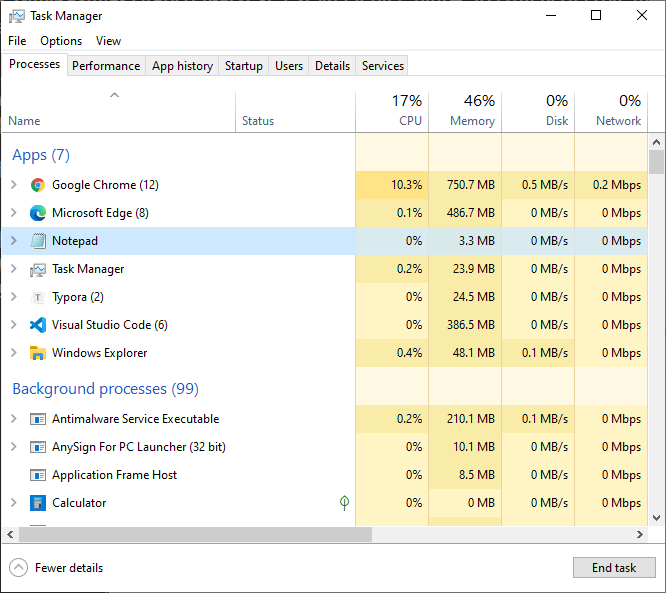 Task Manager
File Options View
Processes Performance App history Startup Users Details Services
17% 46% 0% 0%
Name Status CPU Memory Disk Network
Apps (7)
Google Chrome (12) 10.3% 750.7 MB 0.5 MB/s 0.2 Mbps
Microsoft Edge (8) 0.1% 486.7 MB 0 MB/s 0 Mbps
Notepad 0% 3.3 MB 0 MB/s 0 Mbps
Task Manager 0.2% 23.9 MB 0 MB/s 0 Mbps
T Typora (2) 0% 24.5 MB 0 MB/s 0 Mbps
Visual Studio Code (6) 0% 386.5 MB 0 MB/s 0 Mbps
Windows Explorer 0.4% 48.1 MB 0.1 MB/s 0 Mbps
Background processes (99)
Antimalware Service Executable 0.2% 210.1 MB 0.1 MB/s 0 Mbps
AnySign For PC Launcher (32 bit) 0% 10.1 MB 0 MB/s 0 Mbps
Application Frame Host 0% 8.5 MB 0 MB/s 0 Mbps
Calculator 0% 0 MB 0 MB/s 0 Mbps
Fewer details End task